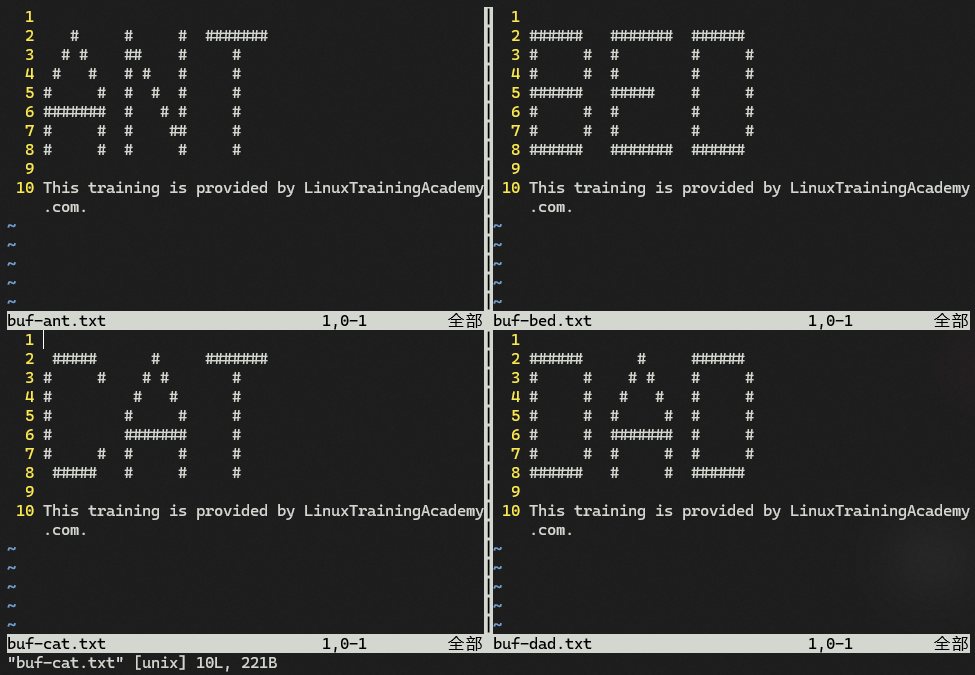 1
2    #     #     #  #######
3   # #    ##    #     #
4  #   #   # #   #     #
5 #     #  #  #  #     #
6 #######  #   # #     #
7 #     #  #    ##     #
8 #     #  #     #     #
9
10 This training is provided by LinuxTrainingAcademy
.com.
~
~
~
~
~
buf-ant.txt 1,0-1 全部
1
2 ######   #######  ######
3 #     #  #        #     #
4 #     #  #        #     #
5 ######   #####    #     #
6 #     #  #        #     #
7 #     #  #        #     #
8 ######   #######  ######
9
10 This training is provided by LinuxTrainingAcademy
.com.
~
~
~
~
~
buf-bed.txt 1,0-1 全部
1
2  #####      #     #######
3 #     #    # #       #
4 #         #   #      #
5 #        #     #     #
6 #        #######     #
7 #     #  #     #     #
8  #####   #     #     #
9
10 This training is provided by LinuxTrainingAcademy
.com.
~
~
~
~
~
buf-cat.txt 1,0-1 全部
1
2 ######      #     ######
3 #     #    # #    #     #
4 #     #   #   #   #     #
5 #     #  #     #  #     #
6 #     #  #######  #     #
7 #     #  #     #  #     #
8 ######   #     #  ######
9
10 This training is provided by LinuxTrainingAcademy
.com.
~
~
~
~
~
buf-dad.txt 1,0-1 全部
"buf-cat.txt" [unix] 10L, 221B